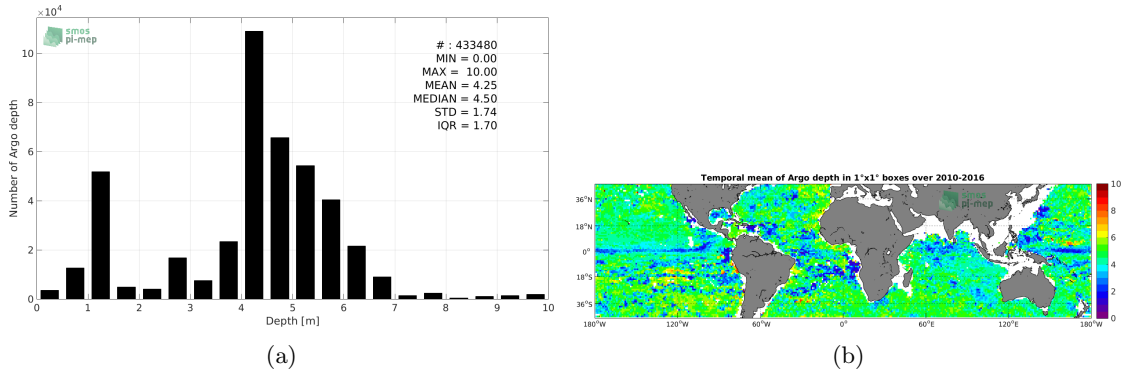 ×10⁴
smos
pi-mep
# : 433480
MIN = 0.00
MAX = 10.00
MEAN = 4.25
MEDIAN = 4.50
STD = 1.74
IQR = 1.70
Number of Argo depth
10
8
6
4
2
0
0 1 2 3 4 5 6 7 8 9 10
Depth [m]
(a)
Temporal mean of Argo depth in 1°x1° boxes over 2010-2016
smos
pi-mep
36°N
18°N
0°
18°S
36°S
180°W 120°W 60°W 0° 60°E 120°E 180°W
10
8
6
4
2
0
(b)